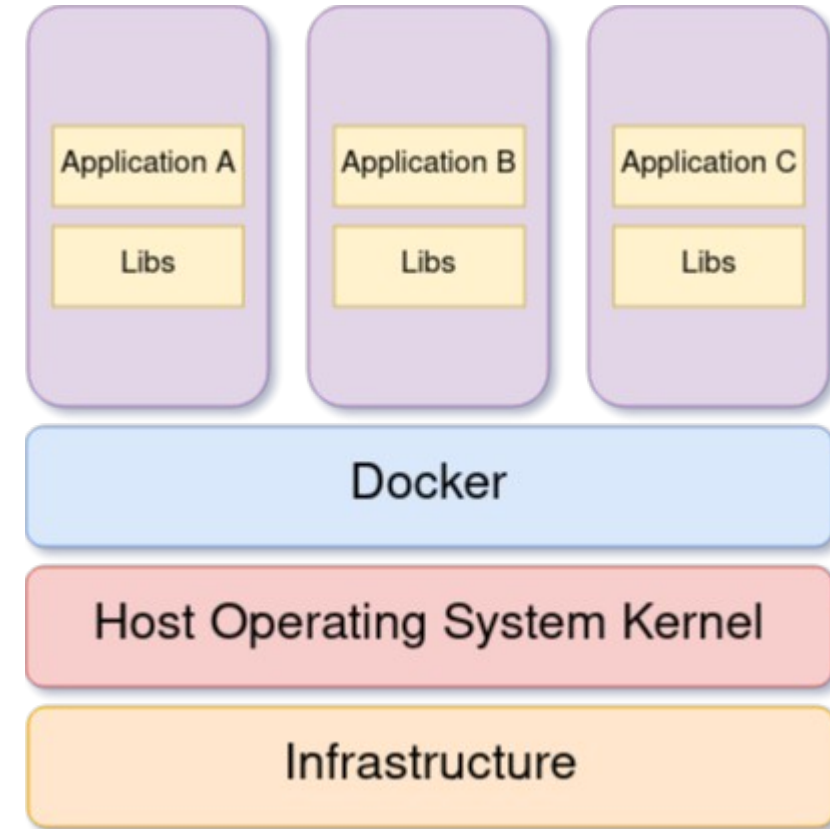 Application A
Application B
Application C
Libs
Libs
Libs
Docker
Host Operating System Kernel
Infrastructure